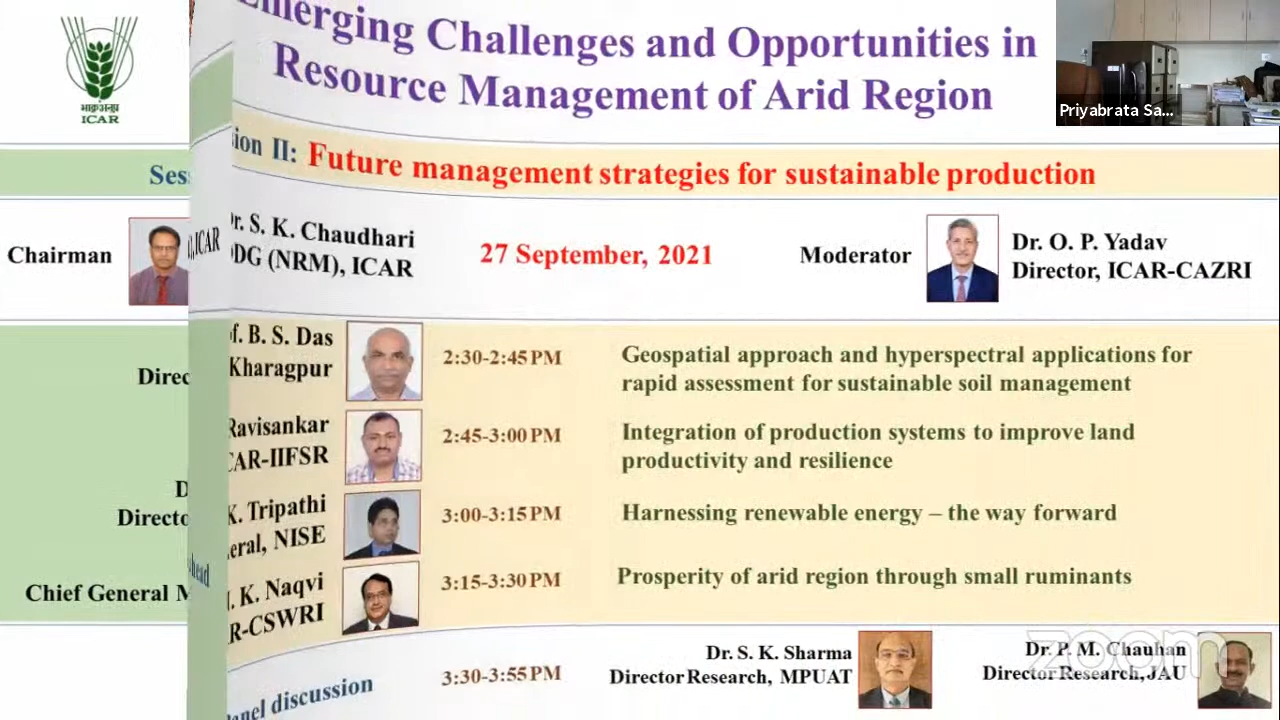 Emerging Challenges and Opportunities in
Resource Management of Arid Region
भाकृअनुप
ICAR
Priyabrata Sa...
Ses
ion II: Future management strategies for sustainable production
Chairman
, ICAR
Dr. S. K. Chaudhari
DDG (NRM), ICAR
27 September, 2021
Moderator
Dr. O. P. Yadav
Director, ICAR-CAZRI
f. B. S. Das
Kharagpur
2:30-2:45 PM
Geospatial approach and hyperspectral applications for
rapid assessment for sustainable soil management
Direc
Ravisankar
CAR-IIFSR
2:45-3:00 PM
Integration of production systems to improve land
productivity and resilience
D
Directo
K. Tripathi
eral, NISE
3:00-3:15 PM
Harnessing renewable energy – the way forward
Chief General M
ahead
. K. Naqvi
R-CSWRI
3:15-3:30 PM
Prosperity of arid region through small ruminants
anel discussion
3:30-3:55 PM
Dr. S. K. Sharma
Director Research, MPUAT
Dr. P. M. Chauhan
Director Research, JAU
zoom